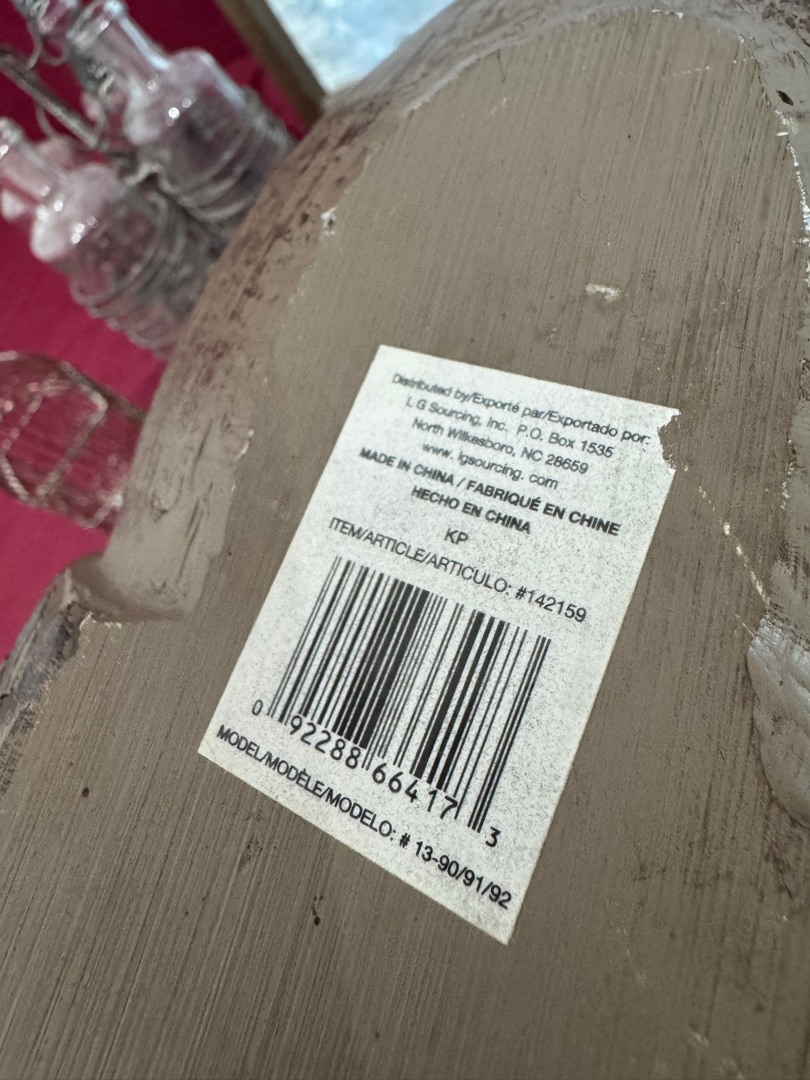 Distributed by/Exporté par/Exportado por:
L G Sourcing, Inc. P.O. Box 1535
North Wilkesboro, NC 28659
www. lgsourcing. com
MADE IN CHINA / FABRIQUÉ EN CHINE
HECHO EN CHINA
KP
ITEM/ARTICLE/ARTICULO: #142159
0 92288 66417 3
MODEL/MODÈLE/MODELO: # 13-90/91/92